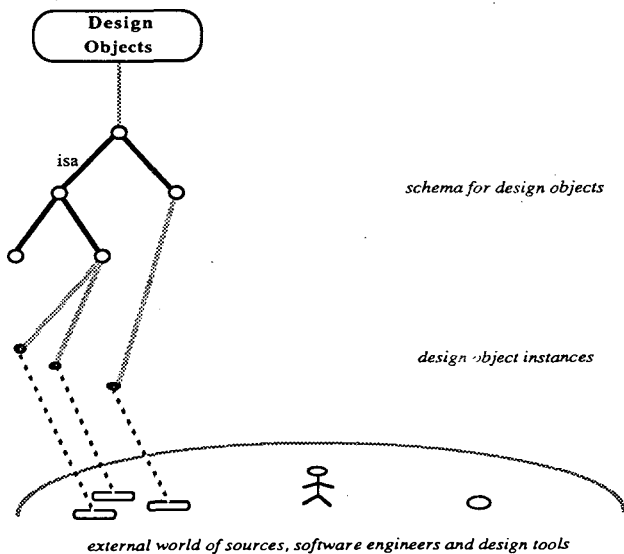 Design
Objects
isa
schema for design objects
design object instances
external world of sources, software engineers and design tools